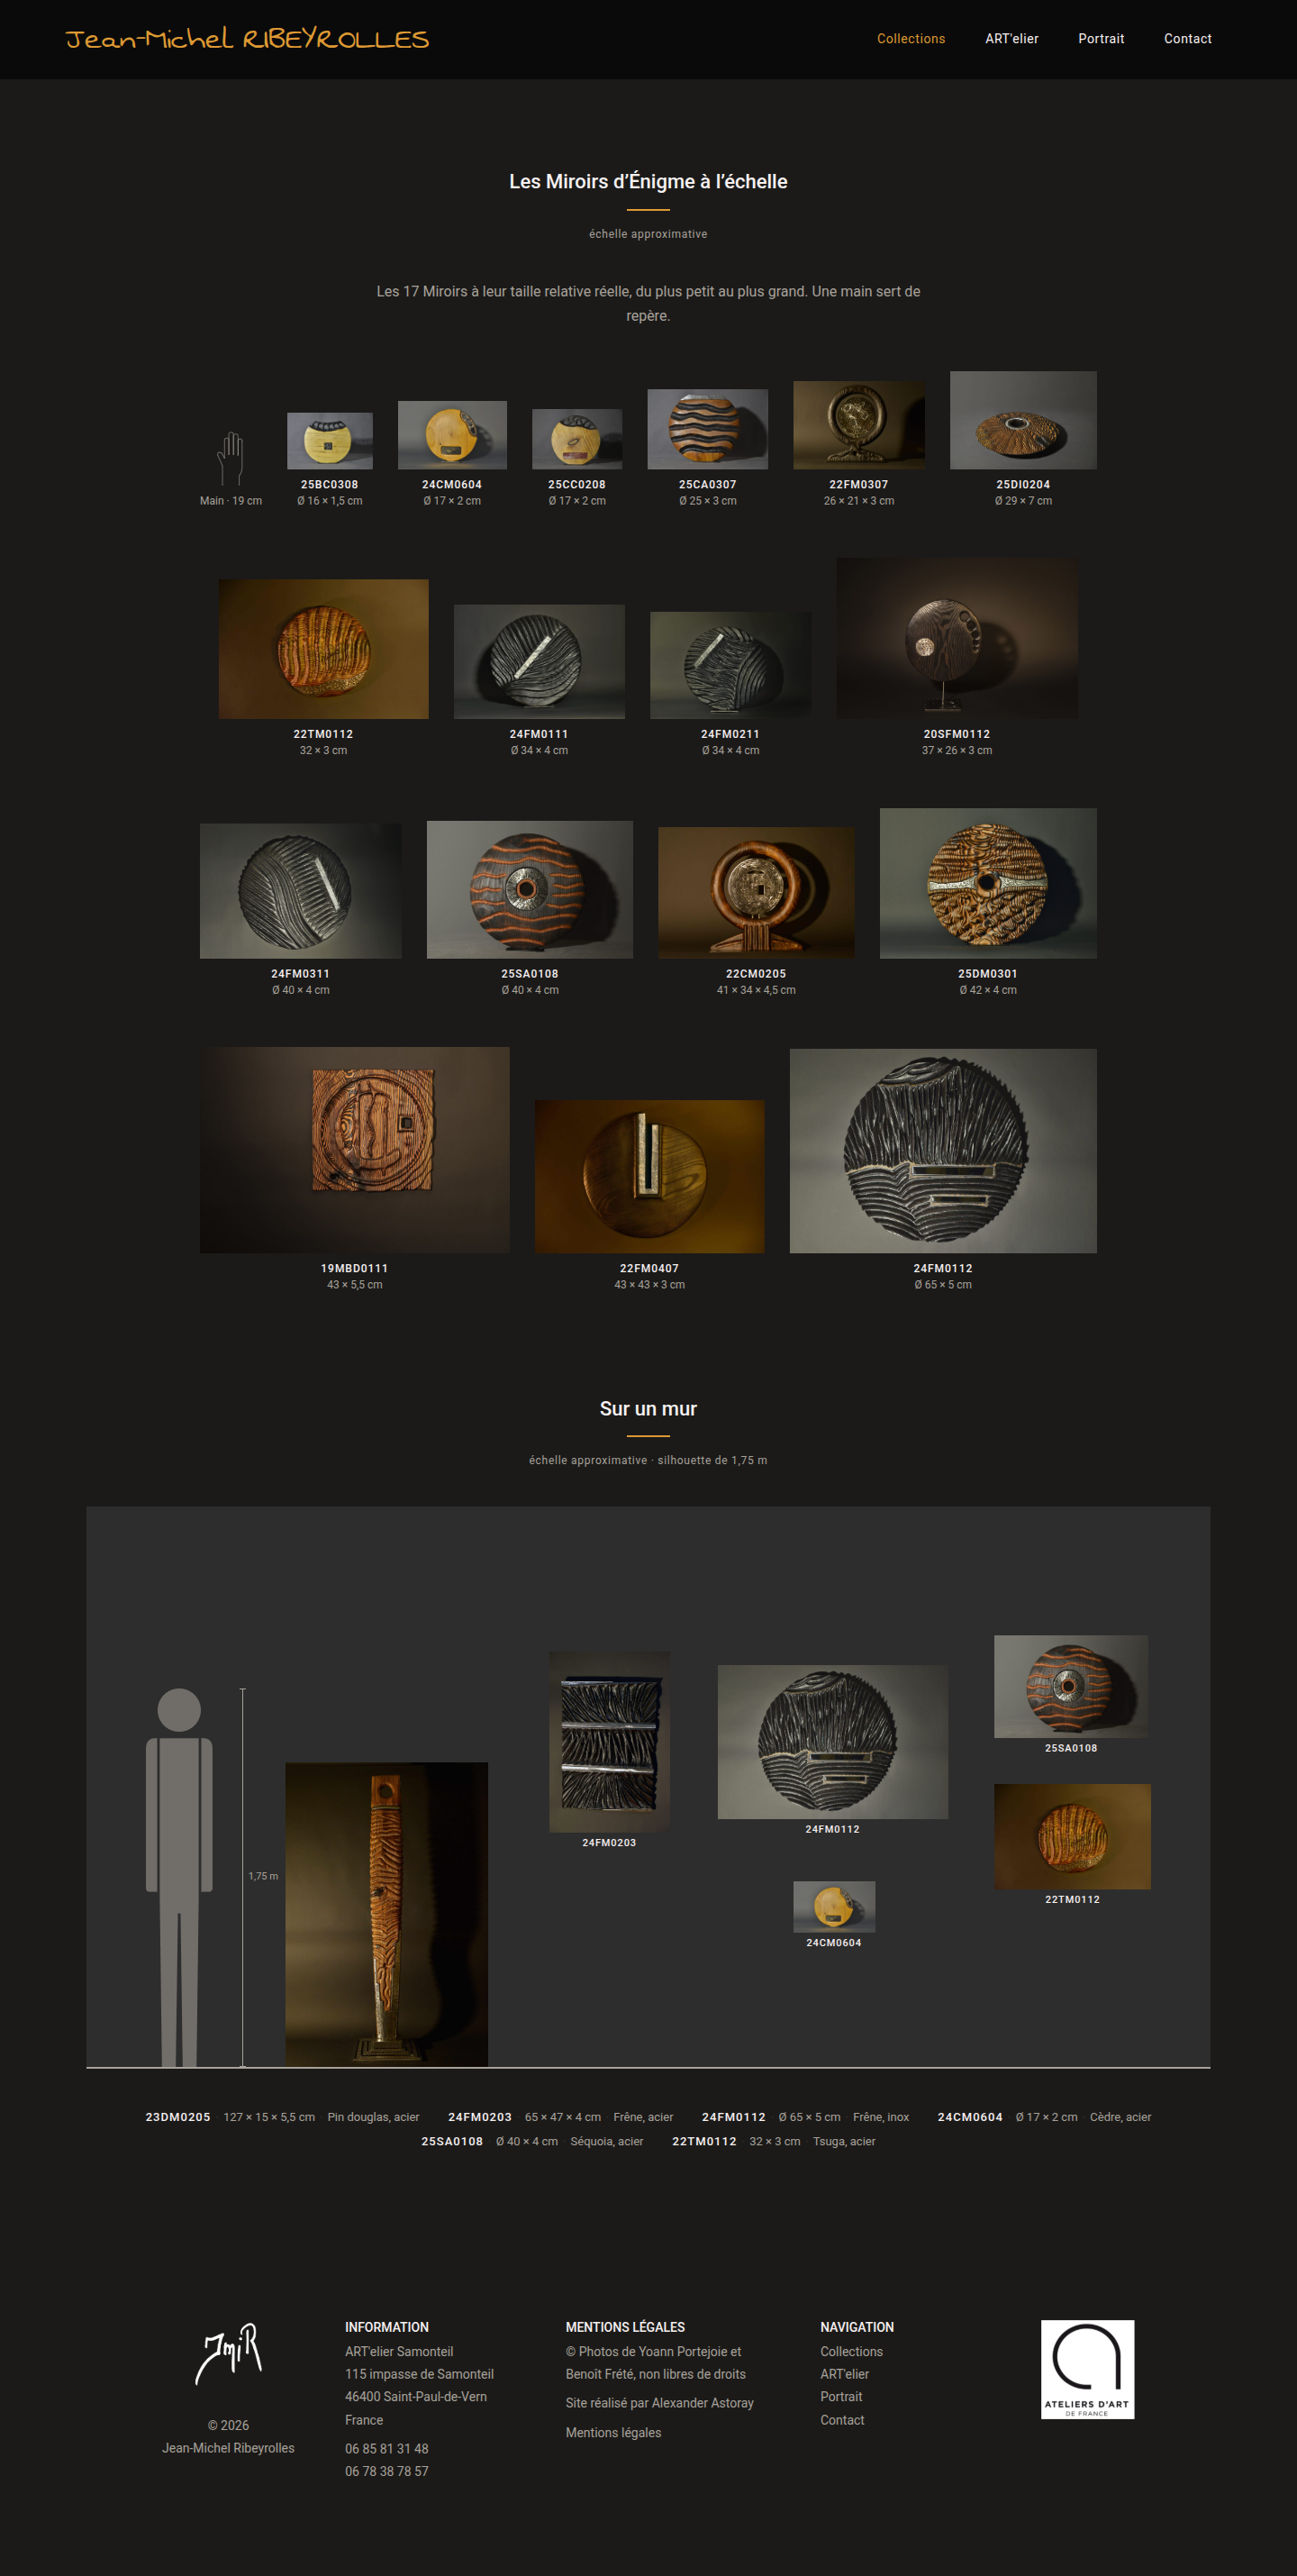 Jean-Michel RIBEYROLLES
Collections
ART'elier
Portrait
Contact
Les Miroirs d’Énigme à l’échelle
échelle approximative
Les 17 Miroirs à leur taille relative réelle, du plus petit au plus grand. Une main sert de
repère.
Main · 19 cm
25BC0308
Ø 16 × 1,5 cm
24CM0604
Ø 17 × 2 cm
25CC0208
Ø 17 × 2 cm
25CA0307
Ø 25 × 3 cm
22FM0307
26 × 21 × 3 cm
25DI0204
Ø 29 × 7 cm
22TM0112
32 × 3 cm
24FM0111
Ø 34 × 4 cm
24FM0211
Ø 34 × 4 cm
20SFM0112
37 × 26 × 3 cm
24FM0311
Ø 40 × 4 cm
25SA0108
Ø 40 × 4 cm
22CM0205
41 × 34 × 4,5 cm
25DM0301
Ø 42 × 4 cm
19MBD0111
43 × 5,5 cm
22FM0407
43 × 43 × 3 cm
24FM0112
Ø 65 × 5 cm
Sur un mur
échelle approximative · silhouette de 1,75 m
1,75 m
24FM0203
24FM0112
24CM0604
25SA0108
22TM0112
23DM0205 · 127 × 15 × 5,5 cm · Pin douglas, acier
24FM0203 · 65 × 47 × 4 cm · Frêne, acier
24FM0112 · Ø 65 × 5 cm · Frêne, inox
24CM0604 · Ø 17 × 2 cm · Cèdre, acier
25SA0108 · Ø 40 × 4 cm · Séquoia, acier
22TM0112 · 32 × 3 cm · Tsuga, acier
JmiR
© 2026
Jean-Michel Ribeyrolles
INFORMATION
ART'elier Samonteil
115 impasse de Samonteil
46400 Saint-Paul-de-Vern
France
06 85 81 31 48
06 78 38 78 57
MENTIONS LÉGALES
© Photos de Yoann Portejoie et
Benoît Frété, non libres de droits
Site réalisé par Alexander Astoray
Mentions légales
NAVIGATION
Collections
ART'elier
Portrait
Contact
ATELIERS D'ART
DE FRANCE